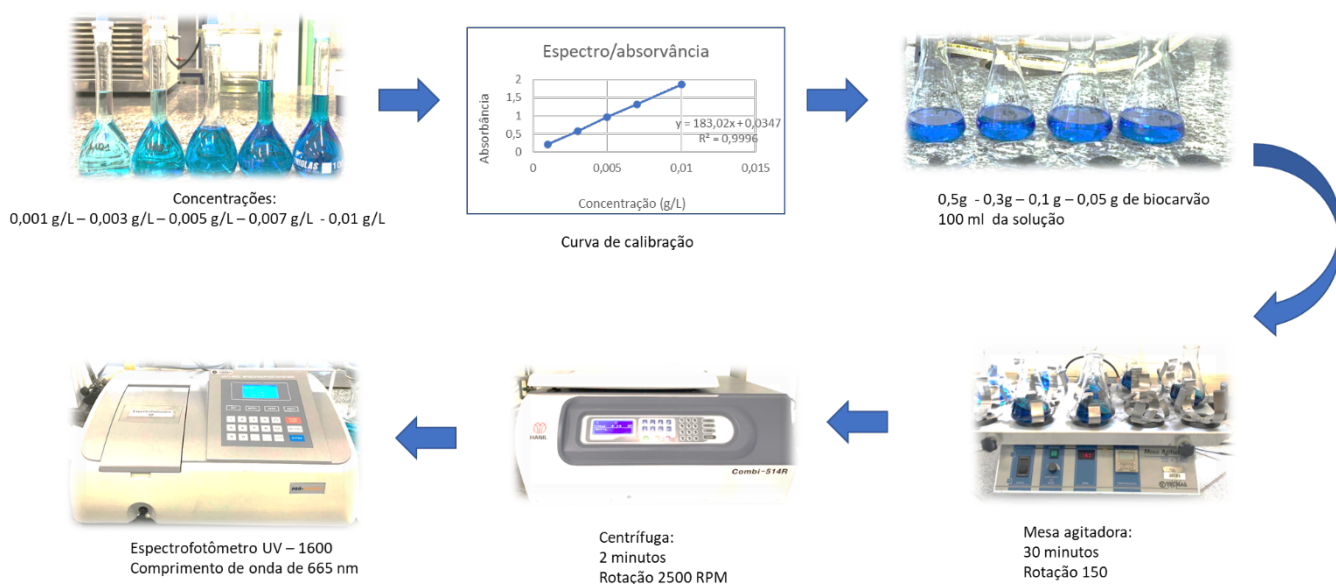 Concentrações:
0,001 g/L – 0,003 g/L – 0,005 g/L – 0,007 g/L  - 0,01 g/L
Espectro/absorvância
Absorbância
2
1,5
1
0,5
0
y = 183,02x + 0,0347
R² = 0,9996
0
0,005
0,01
0,015
Concentração (g/L)
Curva de calibração
0,5g  - 0,3g – 0,1 g – 0,05 g de biocarvão
100 ml  da solução
Mesa agitadora:
30 minutos
Rotação 150
Mesa Agit
HANIL
Combi-514R
Centrífuga:
2 minutos
Rotação 2500 RPM
Espectrofotômetro UV – 1600
Comprimento de onda de 665 nm